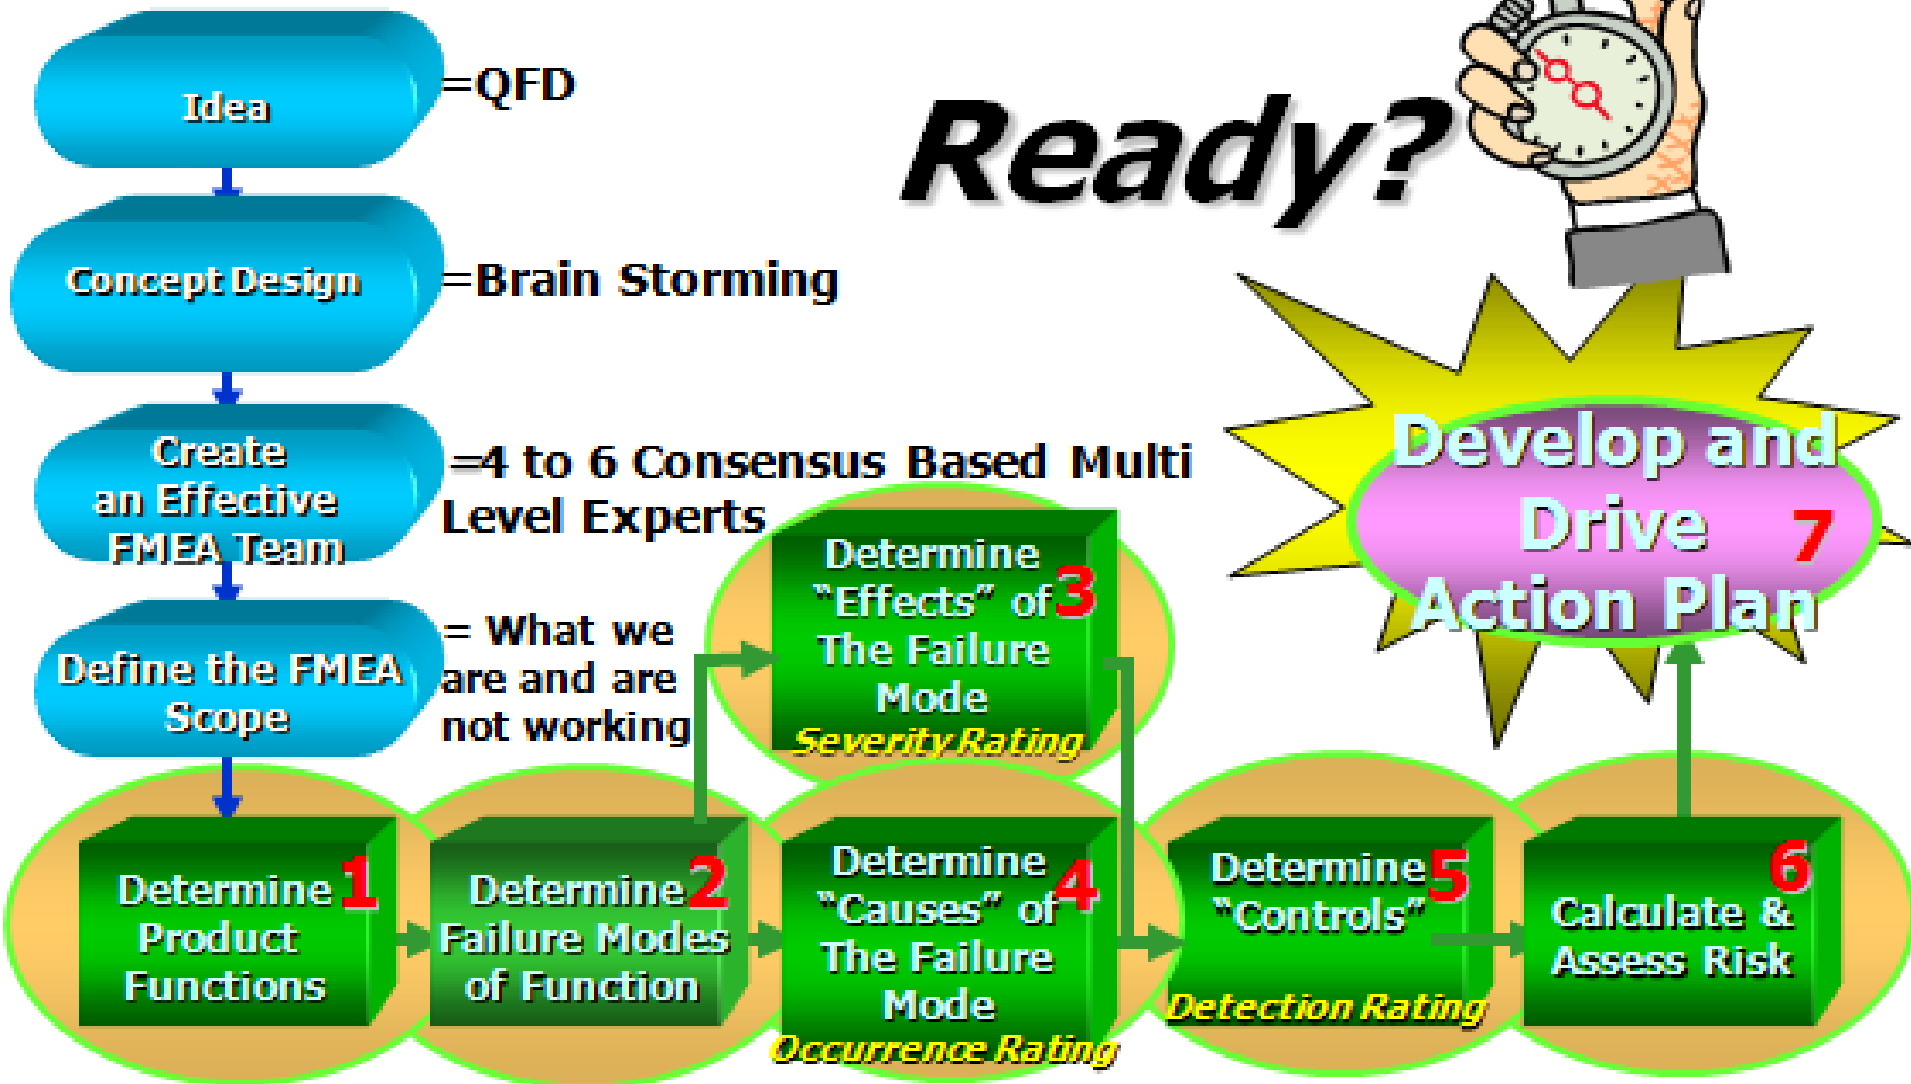 Idea
=QFD
Ready?
Concept Design
=Brain Storming
Create
an Effective
FMEA Team
=4 to 6 Consensus Based Multi
Level Experts
Define the FMEA
Scope
= What we
are and are
not working
Determine
Product
Functions
1
Determine
Failure Modes
of Function
2
Determine
“Effects” of
The Failure
Mode
3
Severity Rating
Determine
“Causes” of
The Failure
Mode
4
Occurrence Rating
Determine
“Controls”
5
Detection Rating
Calculate &
Assess Risk
6
Develop and
Drive
Action Plan
7